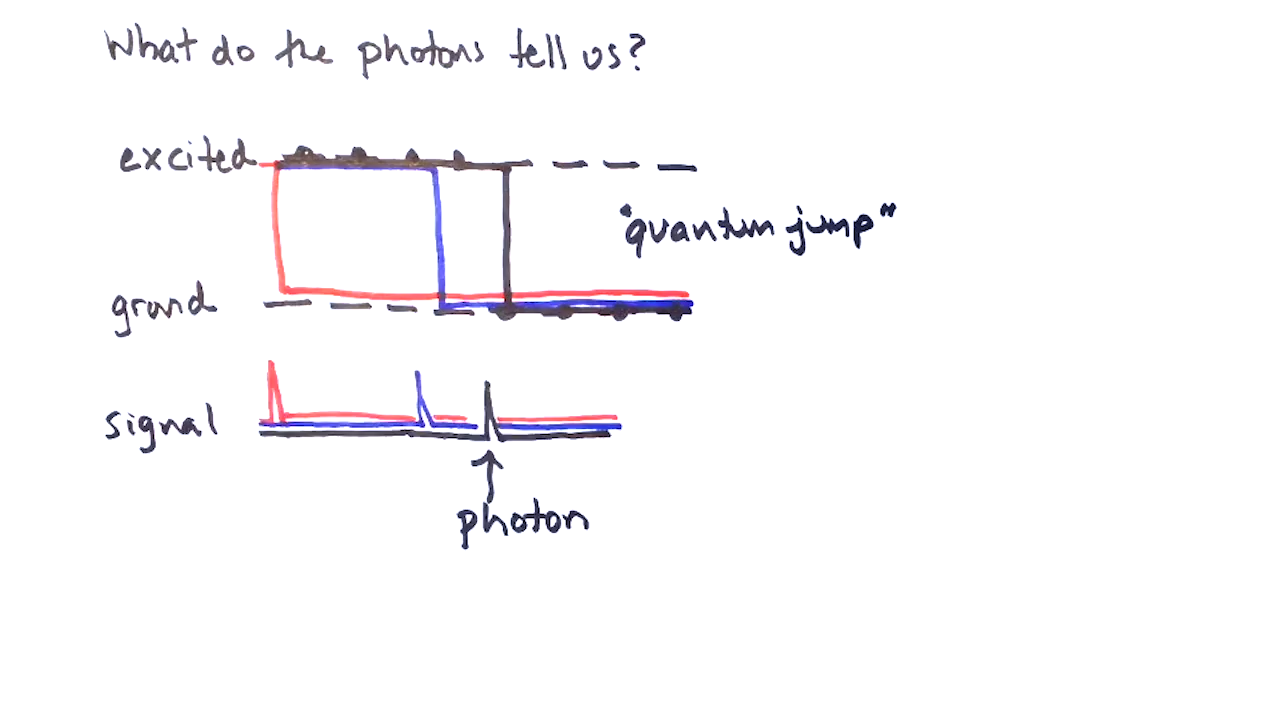 What do the photons tell us?
excited
"quantum jump"
ground
signal
photon